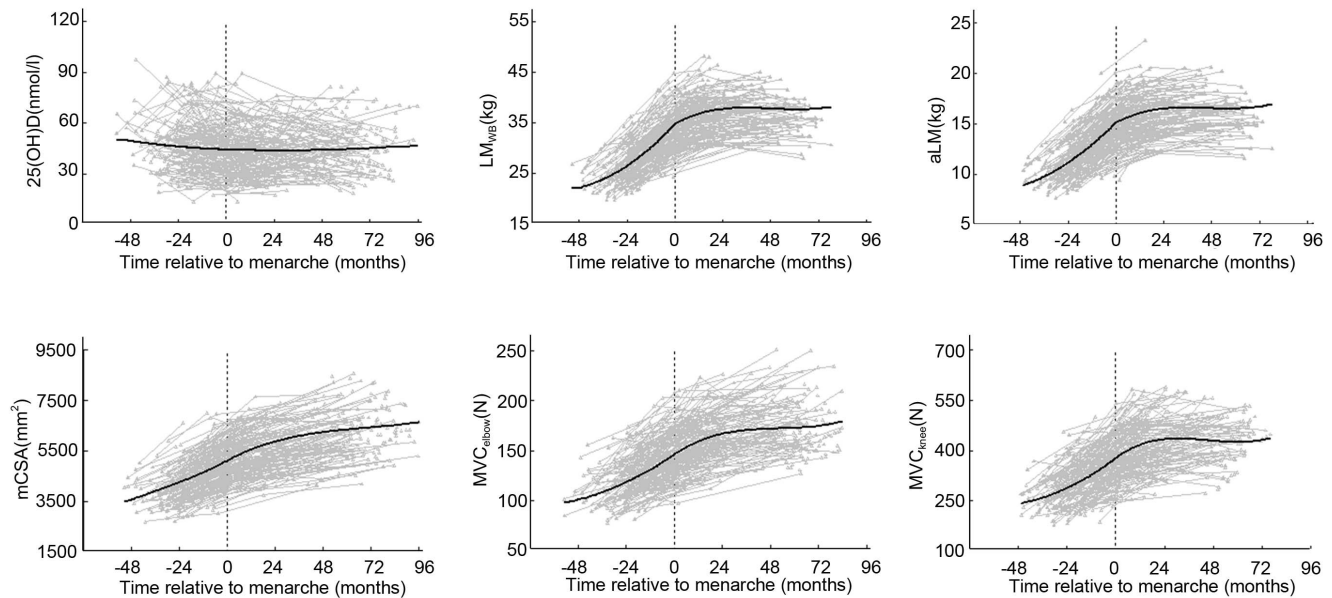 25(OH)D(nmol/l)
120
90
60
30
0
-48 -24 0 24 48 72 96
Time relative to menarche (months)
LM_WB(kg)
55
45
35
25
15
-48 -24 0 24 48 72 96
Time relative to menarche (months)
aLM(kg)
25
20
15
10
5
-48 -24 0 24 48 72 96
Time relative to menarche (months)
mCSA(mm²)
9500
7500
5500
3500
1500
-48 -24 0 24 48 72 96
Time relative to menarche (months)
MVC_elbow(N)
250
200
150
100
50
-48 -24 0 24 48 72 96
Time relative to menarche (months)
MVC_knee(N)
700
550
400
250
100
-48 -24 0 24 48 72 96
Time relative to menarche (months)